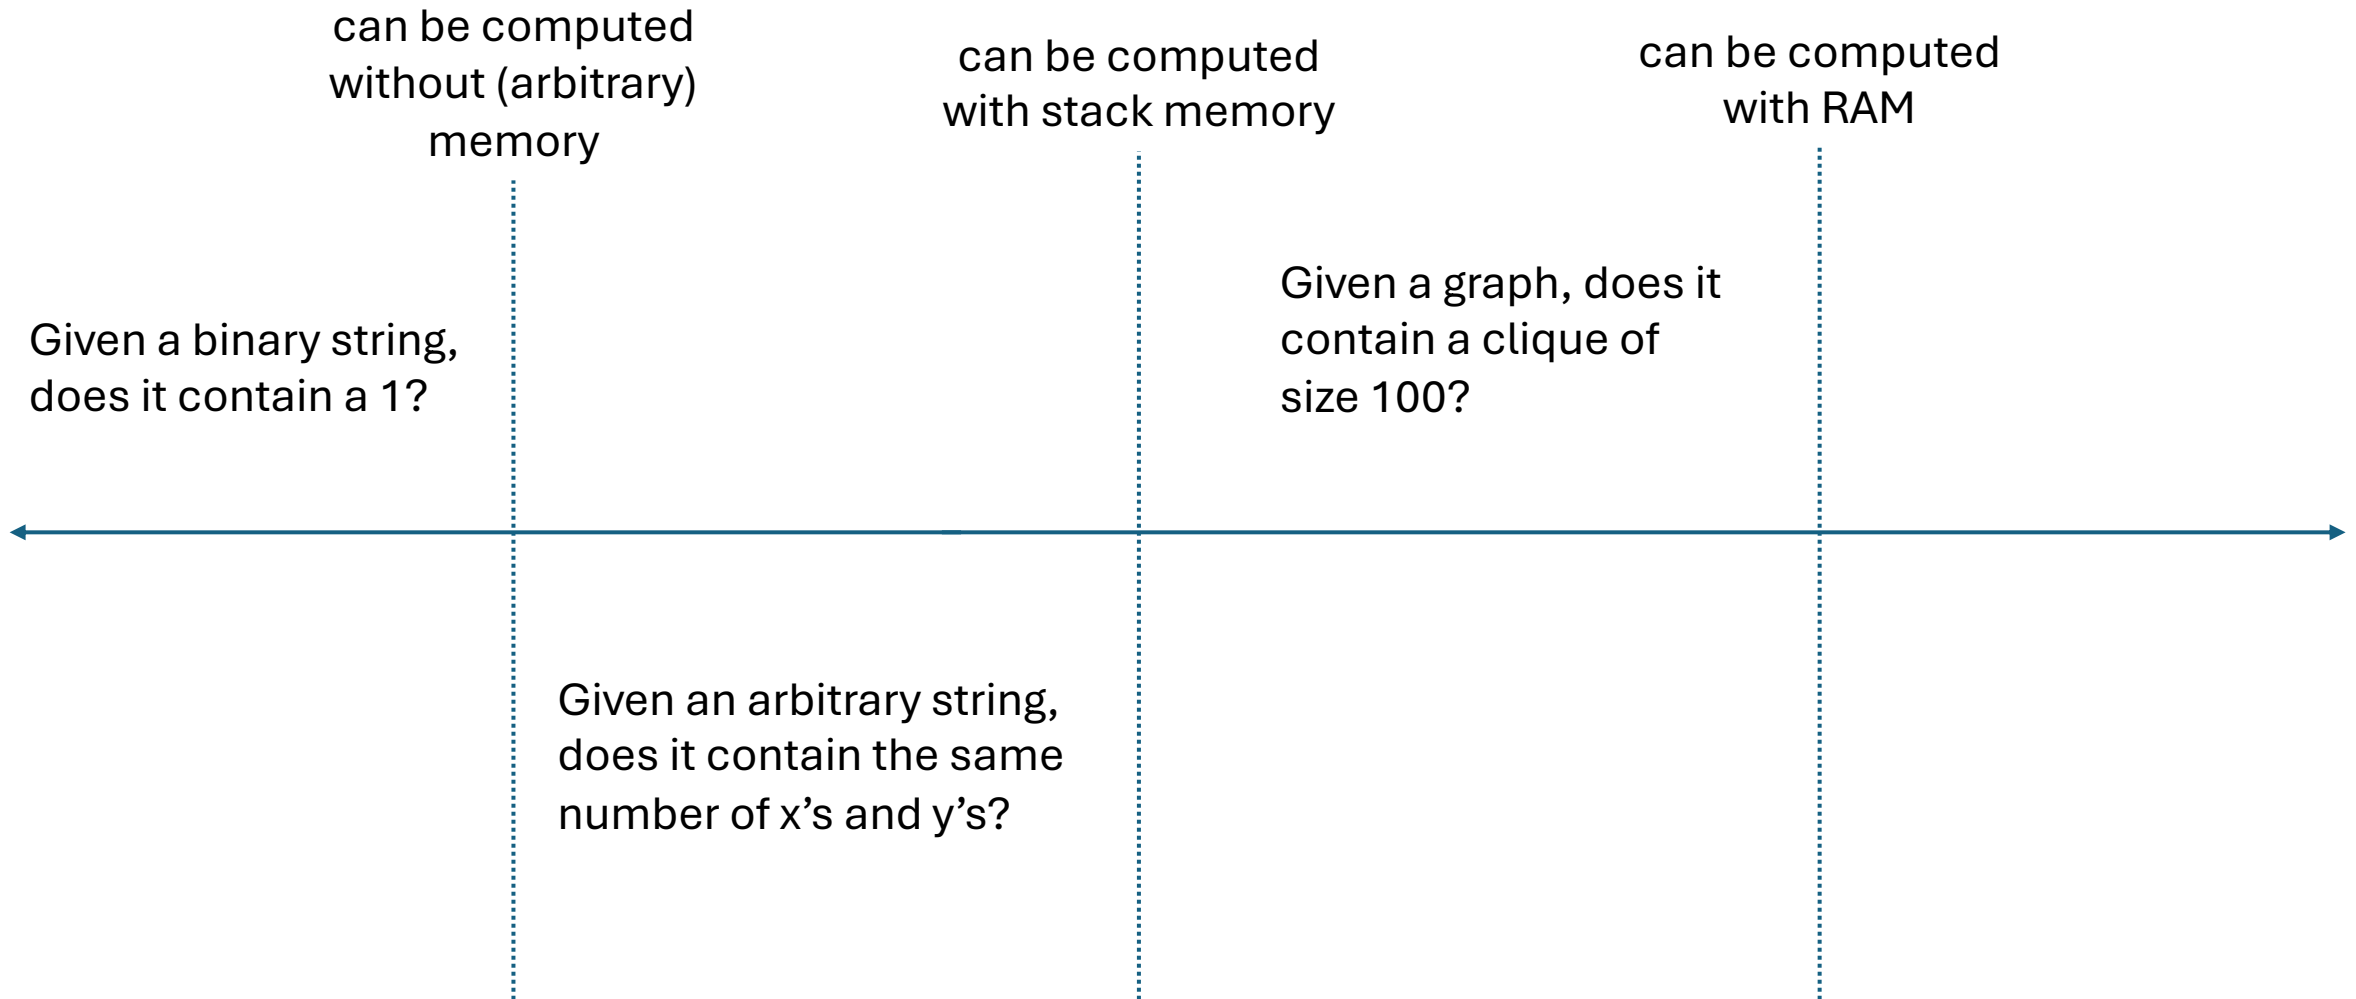 can be computed
without (arbitrary)
memory
can be computed
with stack memory
can be computed
with RAM
Given a binary string,
does it contain a 1?
Given a graph, does it
contain a clique of
size 100?
Given an arbitrary string,
does it contain the same
number of x’s and y’s?